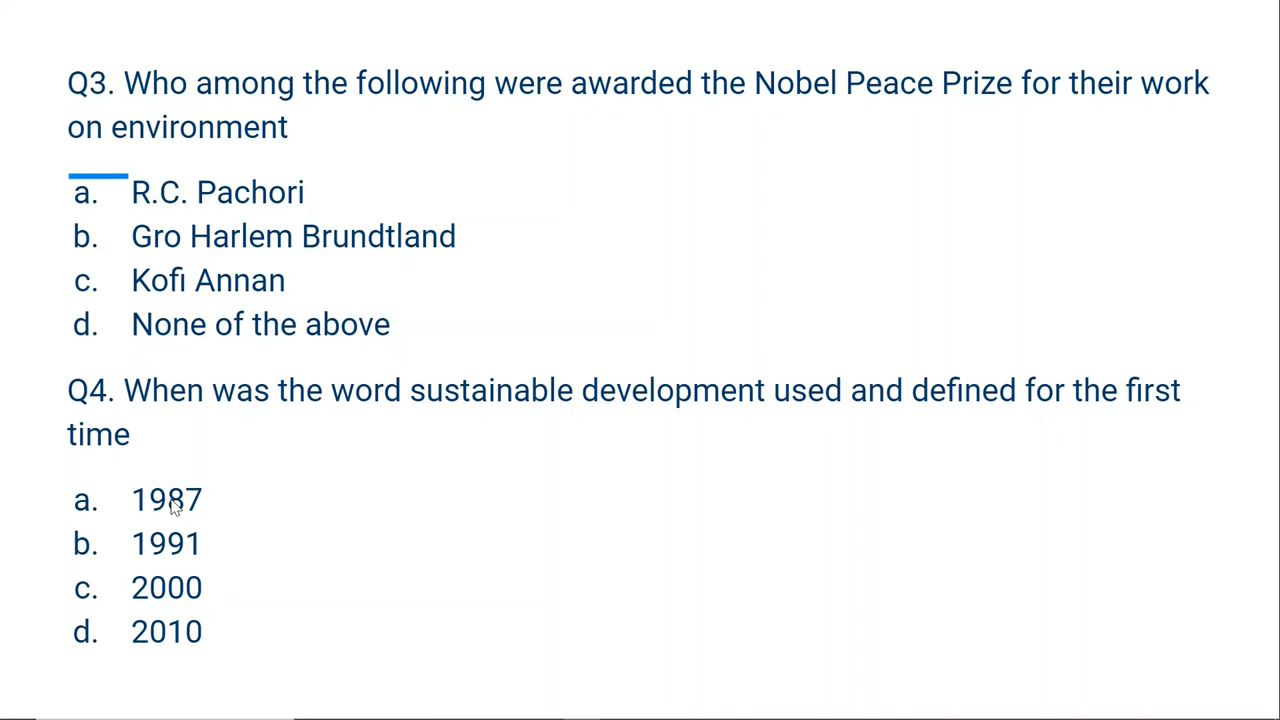 Q3. Who among the following were awarded the Nobel Peace Prize for their work
on environment
a. R.C. Pachori
b. Gro Harlem Brundtland
c. Kofi Annan
d. None of the above
Q4. When was the word sustainable development used and defined for the first
time
a. 1987
b. 1991
c. 2000
d. 2010